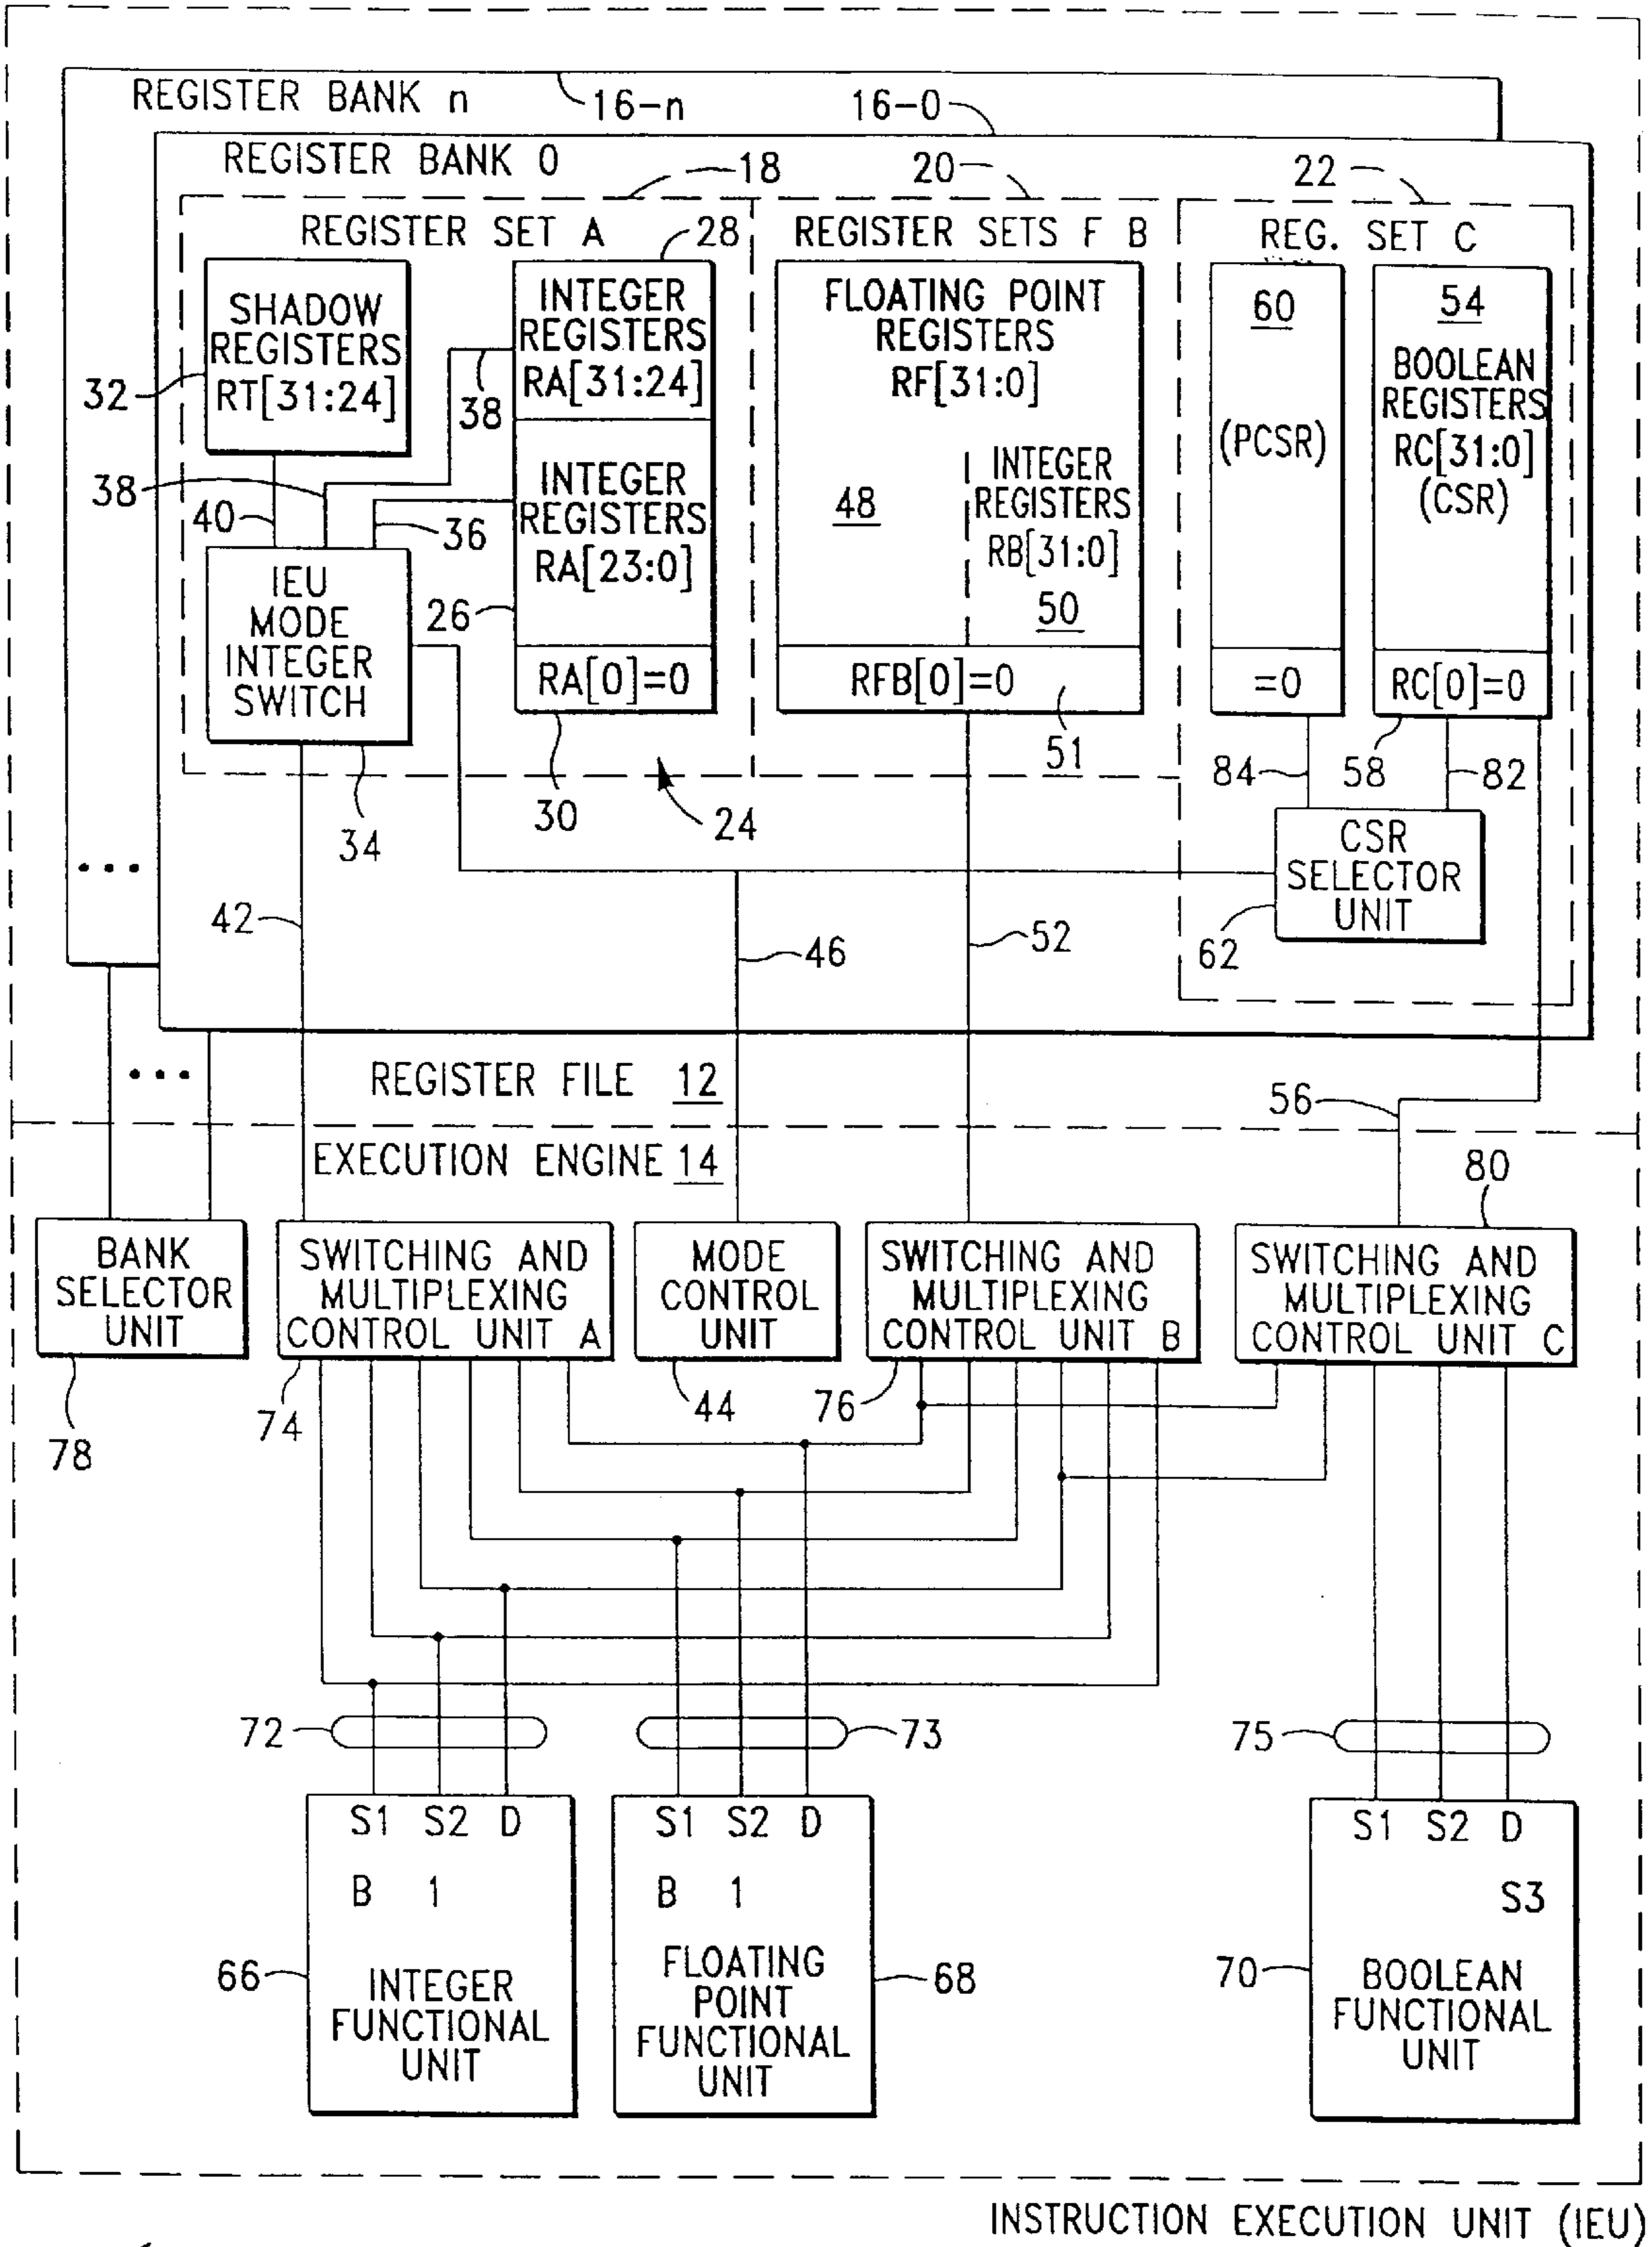 REGISTER BANK n
16-n
16-0
REGISTER BANK 0
18
20
22
REGISTER SET A
28
REGISTER SETS F B
REG. SET C
SHADOW
REGISTERS
RT[31:24]
32
INTEGER
REGISTERS
RA[31:24]
38
FLOATING POINT
REGISTERS
RF[31:0]
60
(PCSR)
54
BOOLEAN
REGISTERS
RC[31:0]
(CSR)
38
40
36
INTEGER
REGISTERS
RA[23:0]
48
INTEGER
REGISTERS
RB[31:0]
50
IEU
MODE
INTEGER
SWITCH
26
RA[0]=0
RFB[0]=0
=0
RC[0]=0
34
30
24
51
84
58
82
...
CSR
SELECTOR
UNIT
42
46
52
62
...
REGISTER FILE 12
56
EXECUTION ENGINE 14
80
BANK
SELECTOR
UNIT
SWITCHING AND
MULTIPLEXING
CONTROL UNIT A
MODE
CONTROL
UNIT
SWITCHING AND
MULTIPLEXING
CONTROL UNIT B
SWITCHING AND
MULTIPLEXING
CONTROL UNIT C
78
74
44
76
72
73
75
S1 S2 D
B 1
INTEGER
FUNCTIONAL
UNIT
66
S1 S2 D
B 1
FLOATING
POINT
FUNCTIONAL
UNIT
68
S1 S2 D
S3
BOOLEAN
FUNCTIONAL
UNIT
70
INSTRUCTION EXECUTION UNIT (IEU)